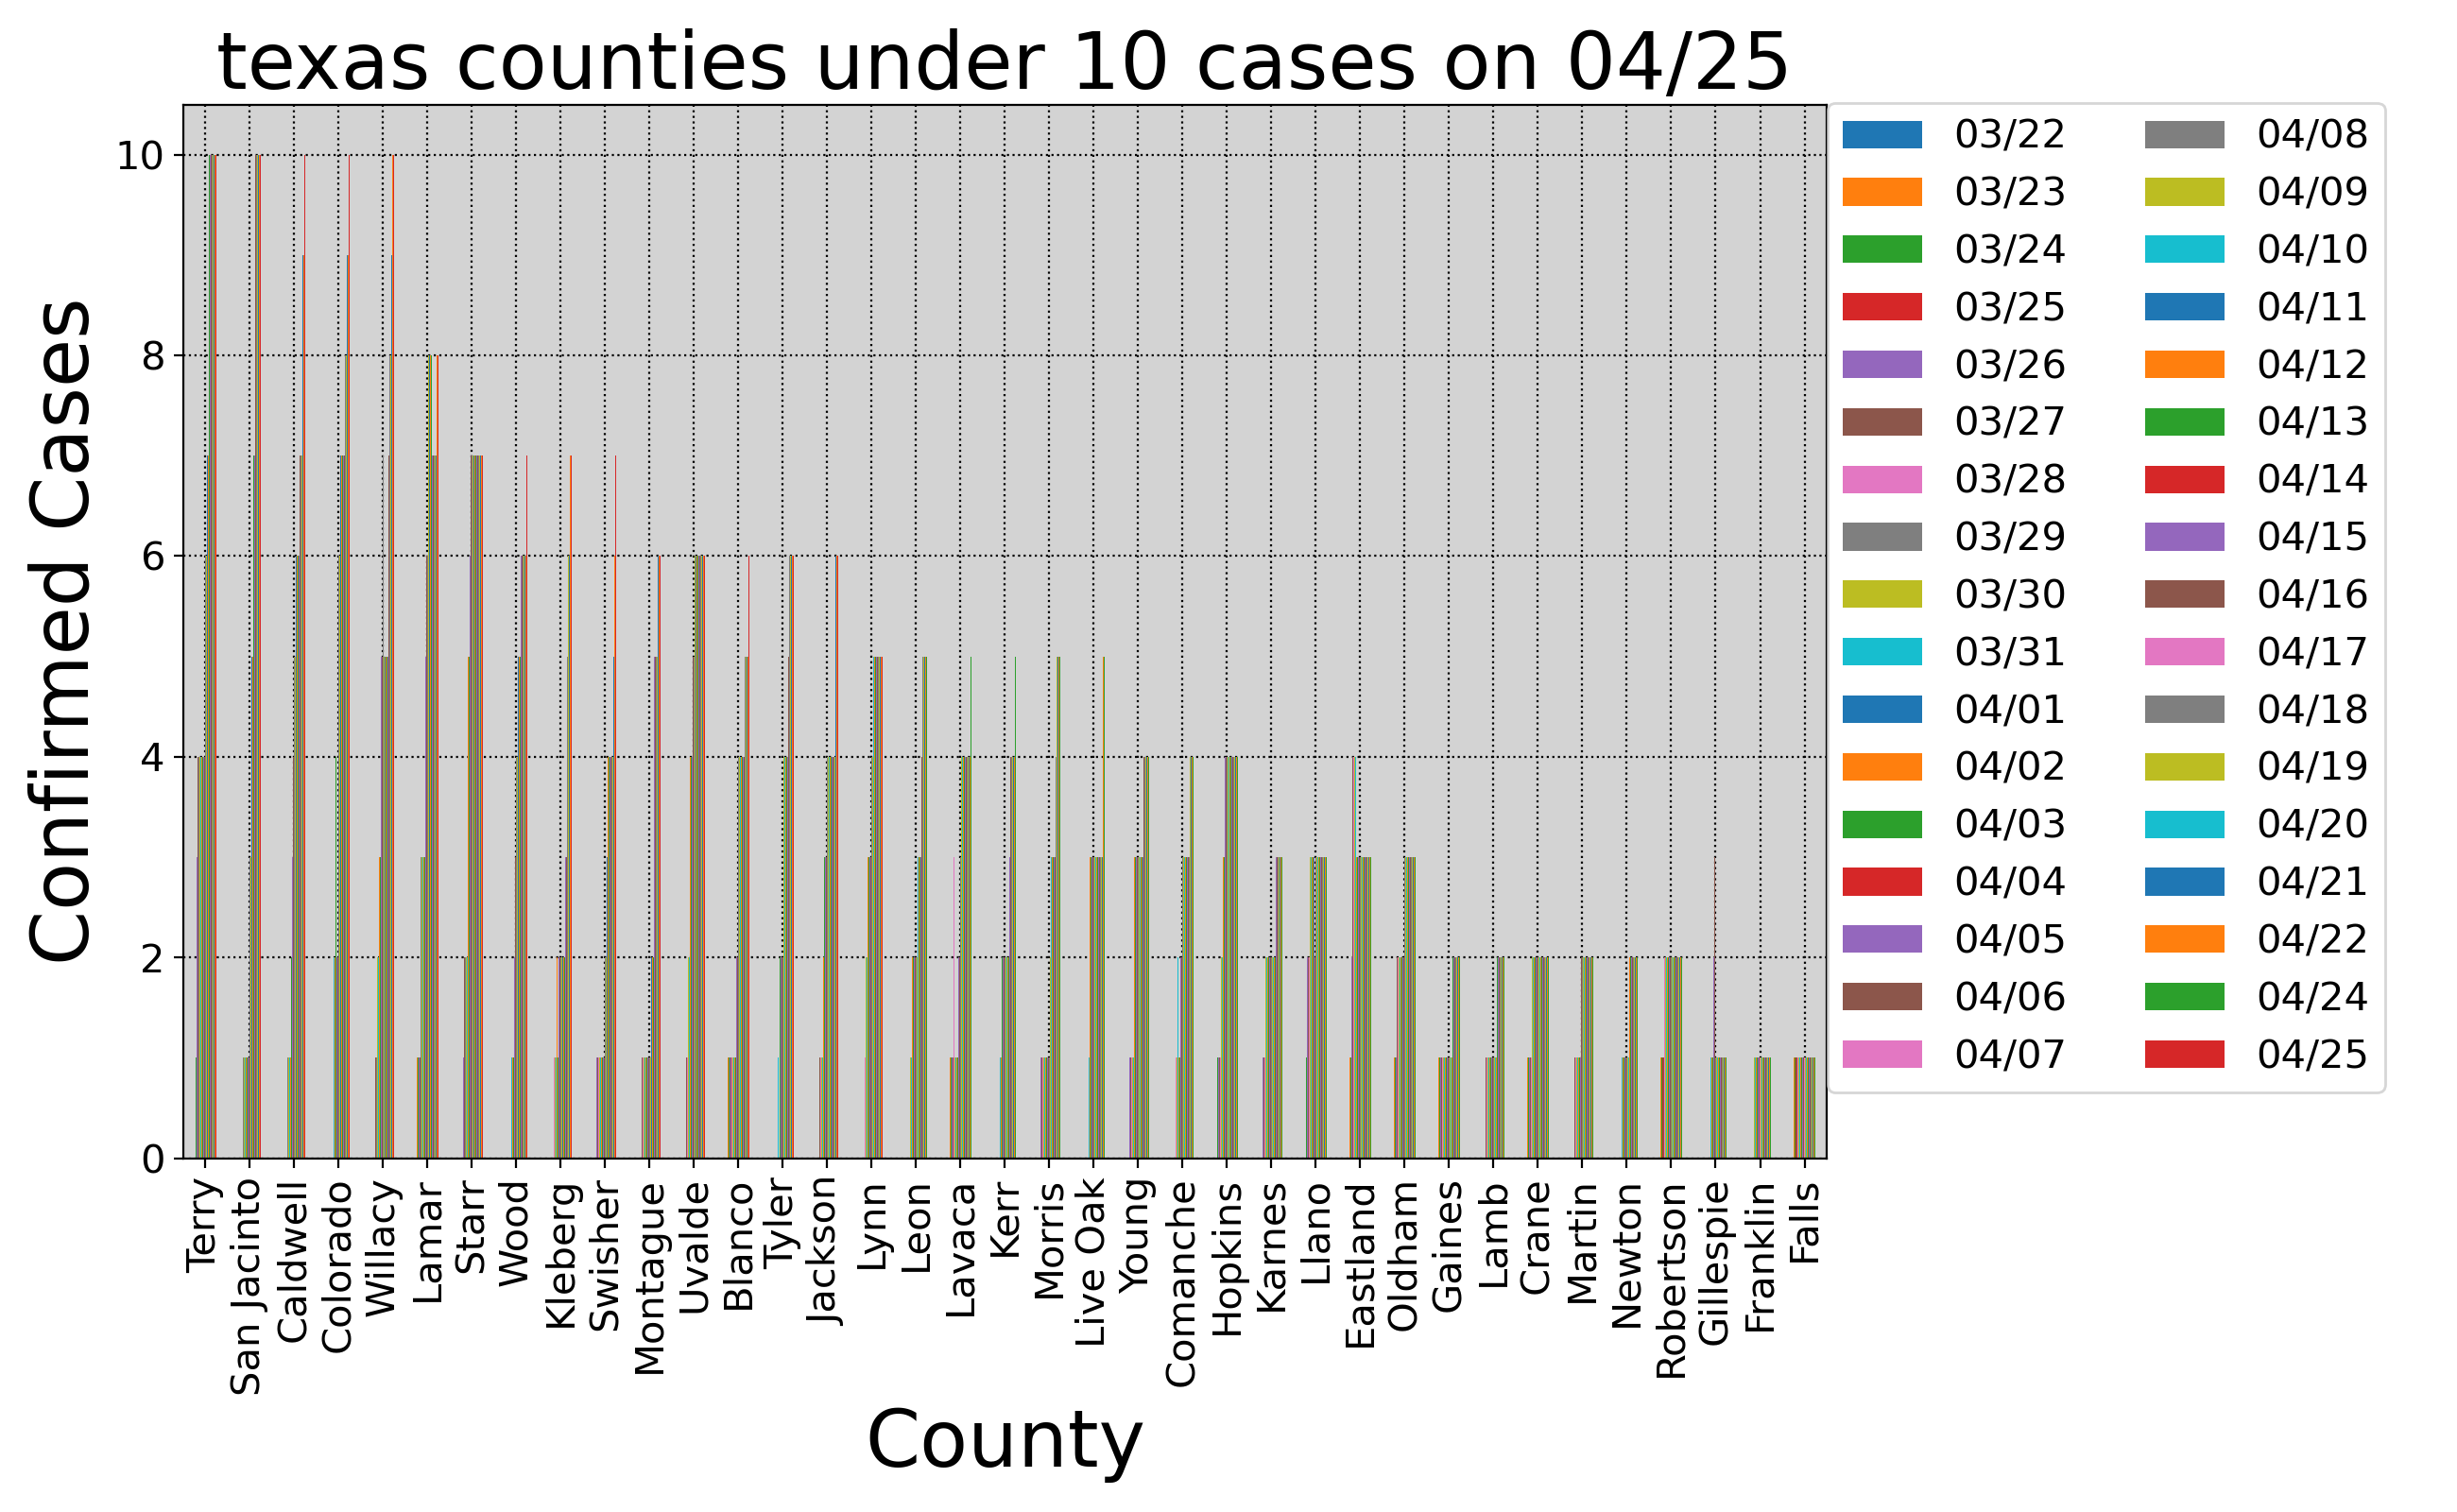 texas counties under 10 cases on 04/25
Confirmed Cases
10
8
6
4
2
0
Terry
San Jacinto
Caldwell
Colorado
Willacy
Lamar
Starr
Wood
Kleberg
Swisher
Montague
Uvalde
Blanco
Tyler
Jackson
Lynn
Leon
Lavaca
Kerr
Morris
Live Oak
Young
Comanche
Hopkins
Karnes
Llano
Eastland
Oldham
Gaines
Lamb
Crane
Martin
Newton
Robertson
Gillespie
Franklin
Falls
County
03/22
03/23
03/24
03/25
03/26
03/27
03/28
03/29
03/30
03/31
04/01
04/02
04/03
04/04
04/05
04/06
04/07
04/08
04/09
04/10
04/11
04/12
04/13
04/14
04/15
04/16
04/17
04/18
04/19
04/20
04/21
04/22
04/24
04/25